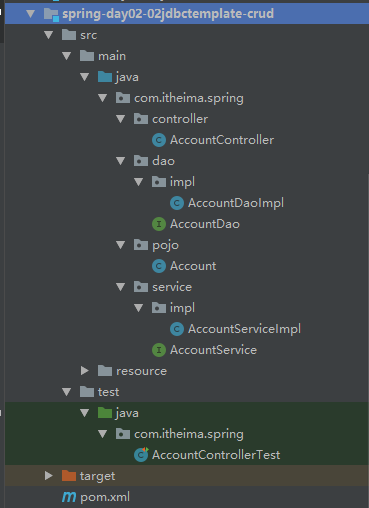 spring-day02-02jdbctemplate-crud
src
main
java
com.itheima.spring
controller
AccountController
dao
impl
AccountDaoImpl
AccountDao
pojo
Account
service
impl
AccountServiceImpl
AccountService
resource
test
java
com.itheima.spring
AccountControllerTest
target
pom.xml